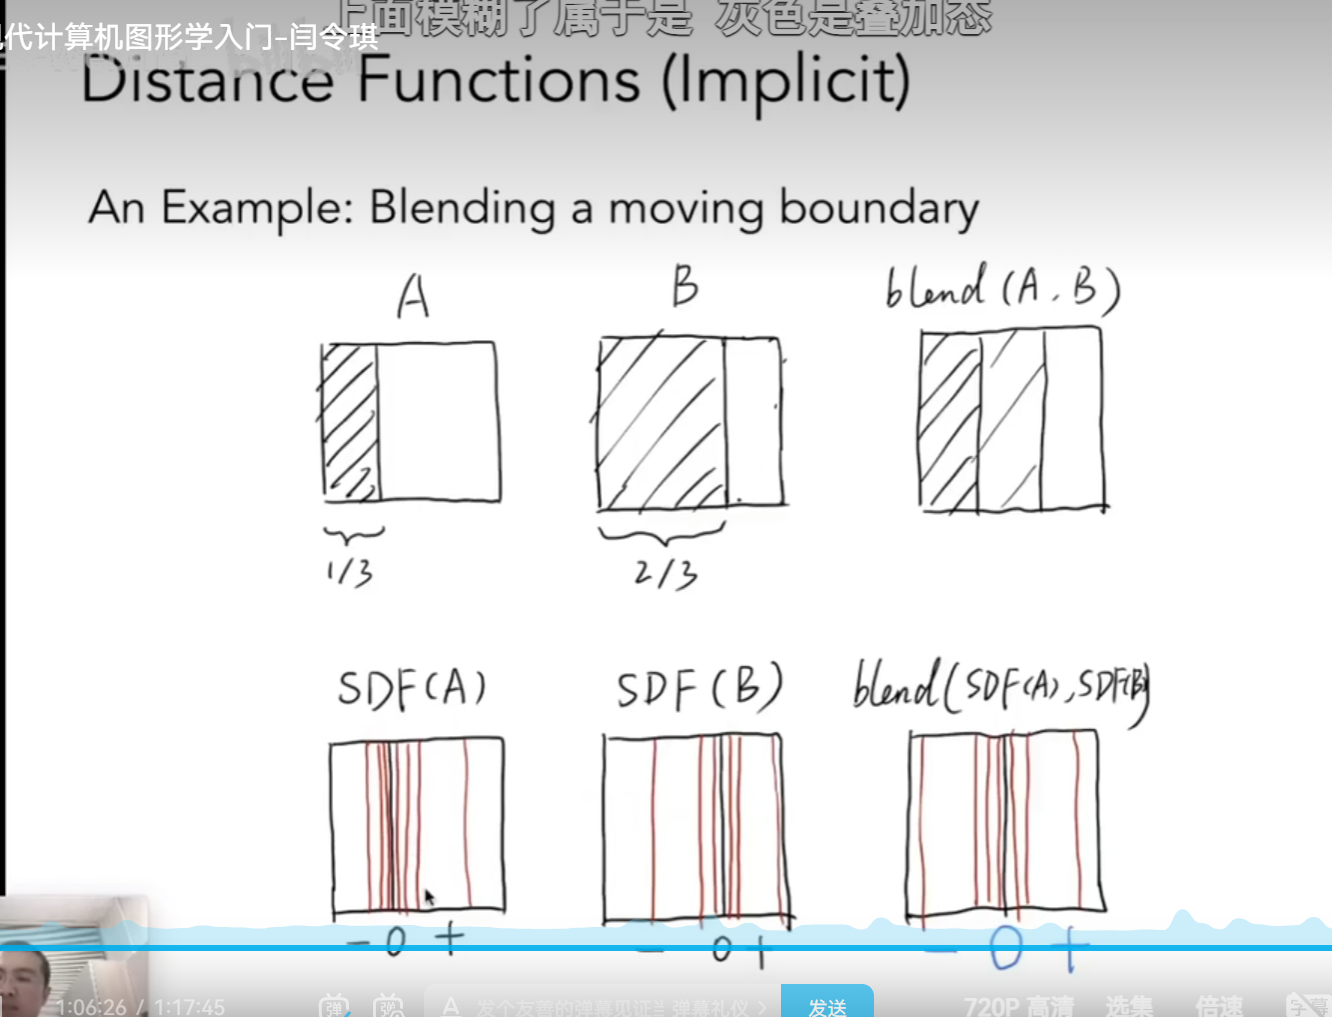 上面模糊了属于是 灰色是叠加态
代计算机图形学入门-闫令琪
Distance Functions (Implicit)
An Example: Blending a moving boundary
A B blend (A, B)
1/3 2/3
SDF(A) SDF(B) blend(SDF(A), SDF(B))
- 0 + - 0 + - 0 +
1:06:26 / 1:17:45 弹 弹 A 发个友善的弹幕见证当 弹幕礼仪 > 发送 720P 高清 选集 倍速 字幕